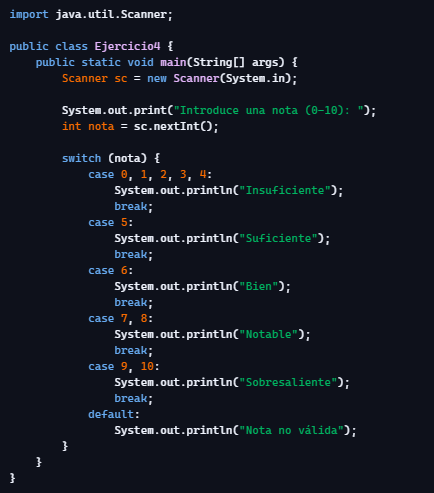 import java.util.Scanner;
public class Ejercicio4 {
    public static void main(String[] args) {
        Scanner sc = new Scanner(System.in);
        System.out.print("Introduce una nota (0-10): ");
        int nota = sc.nextInt();
        switch (nota) {
            case 0, 1, 2, 3, 4:
                System.out.println("Insuficiente");
                break;
            case 5:
                System.out.println("Suficiente");
                break;
            case 6:
                System.out.println("Bien");
                break;
            case 7, 8:
                System.out.println("Notable");
                break;
            case 9, 10:
                System.out.println("Sobresaliente");
                break;
            default:
                System.out.println("Nota no válida");
        }
    }
}